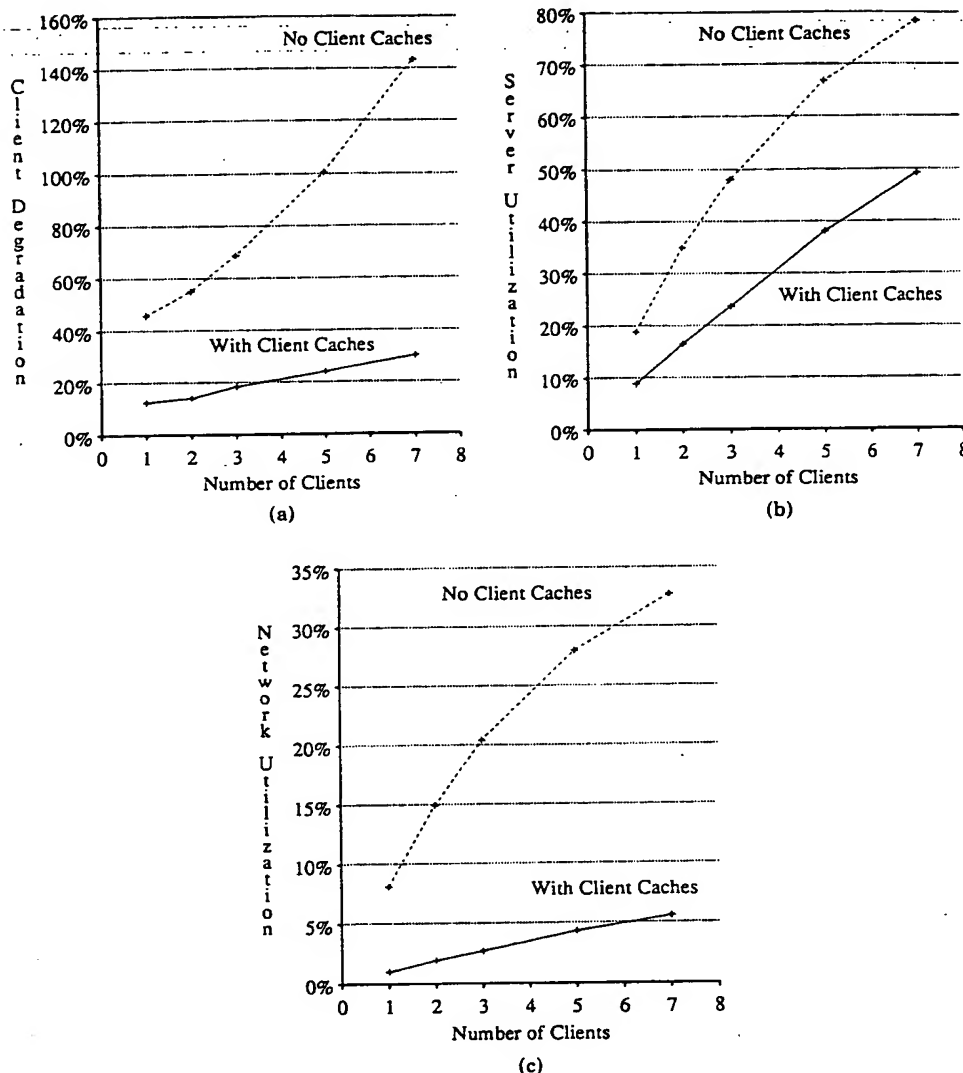 160%
140%
120%
100%
80%
60%
40%
20%
0%
Client Degradation
No Client Caches
With Client Caches
0 1 2 3 4 5 6 7 8
Number of Clients
(a)
80%
70%
60%
50%
40%
30%
20%
10%
0%
Server Utilization
No Client Caches
With Client Caches
0 1 2 3 4 5 6 7 8
Number of Clients
(b)
35%
30%
25%
20%
15%
10%
5%
0%
Network Utilization
No Client Caches
With Client Caches
0 1 2 3 4 5 6 7 8
Number of Clients
(c)